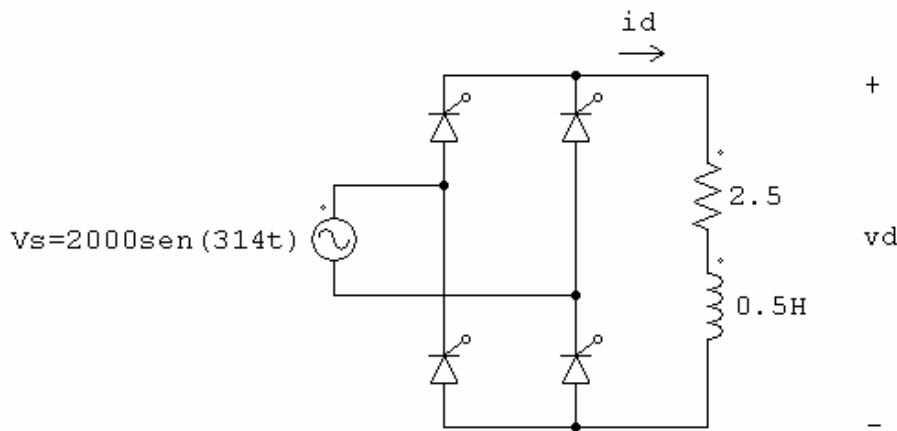 id
+
2.5
Vs=2000sen(314t)
vd
0.5H
-